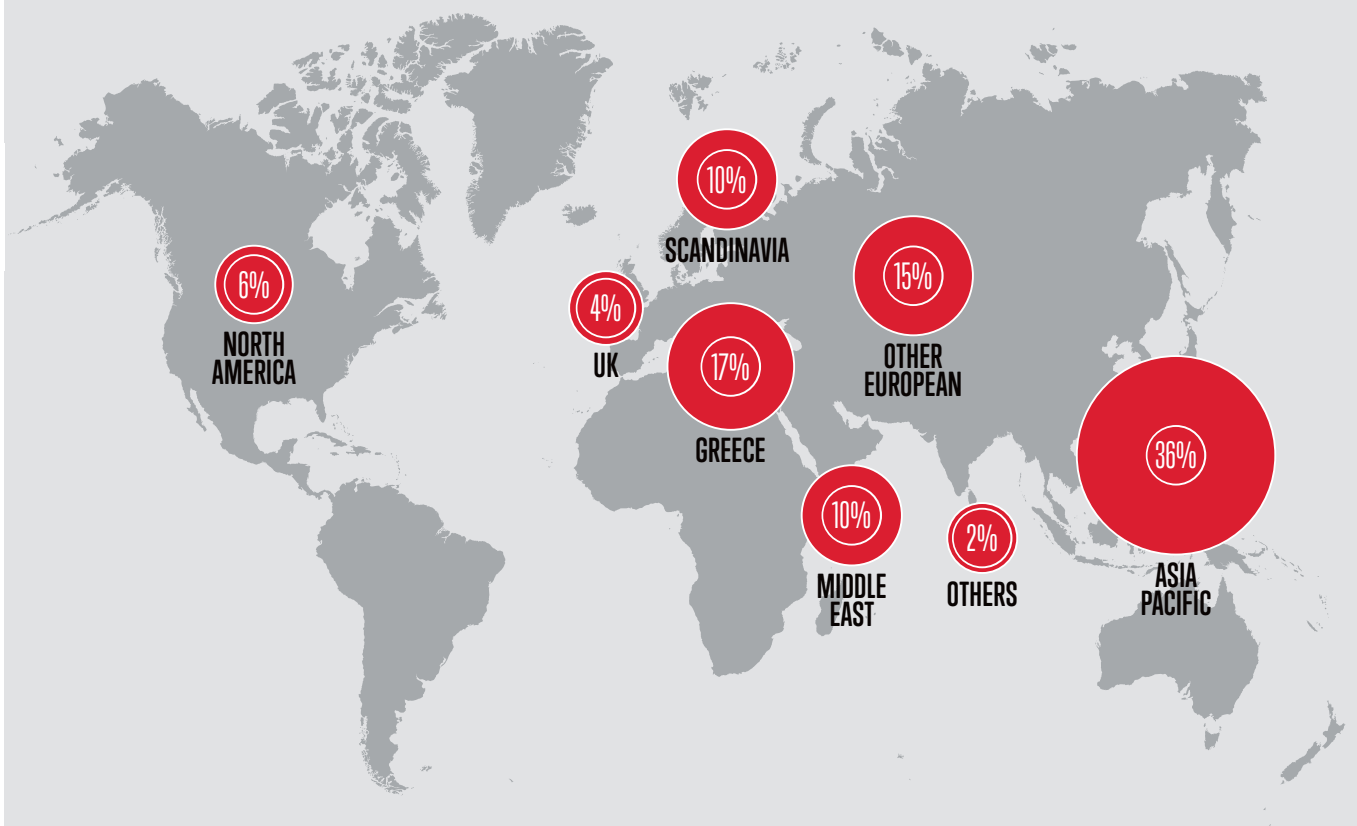 10%
SCANDINAVIA
6%
NORTH
AMERICA
4%
UK
17%
GREECE
15%
OTHER
EUROPEAN
36%
ASIA
PACIFIC
10%
MIDDLE
EAST
2%
OTHERS